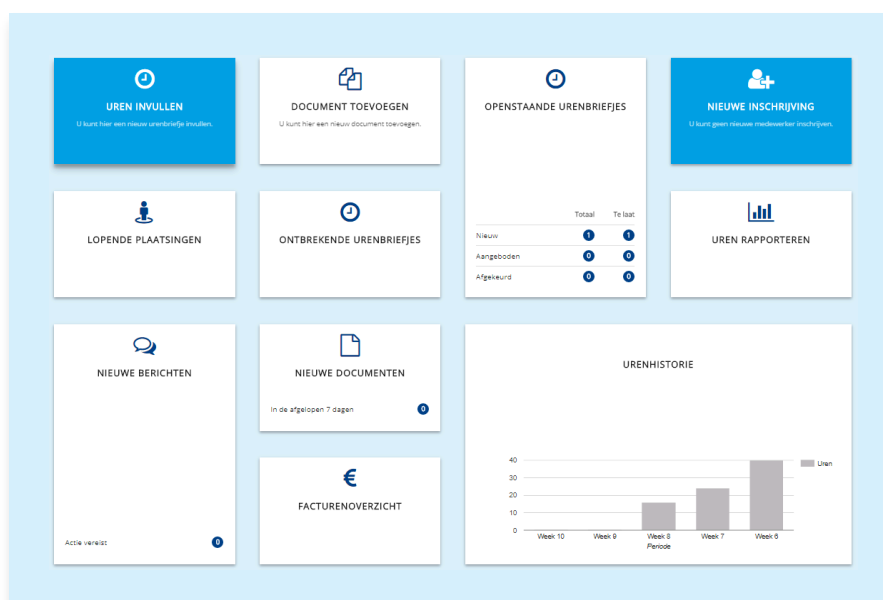 UREN INVULLEN
U kunt hier een nieuw urenbriefje invullen.
DOCUMENT TOEVOEGEN
U kunt hier een nieuw document toevoegen.
OPENSTAANDE URENBRIEFJES
Totaal Te laat
Nieuw 1 1
Aangeboden 0 0
Afgekeurd 0 0
NIEUWE INSCHRIJVING
U kunt geen nieuwe medewerker inschrijven.
LOPENDE PLAATSINGEN
ONTBREKENDE URENBRIEFJES
UREN RAPPORTEREN
NIEUWE BERICHTEN
Actie vereist 0
NIEUWE DOCUMENTEN
In de afgelopen 7 dagen 0
FACTURENOVERZICHT
URENHISTORIE
40
30
20
10
0
Week 10 Week 9 Week 8 Week 7 Week 6
Periode
Uren